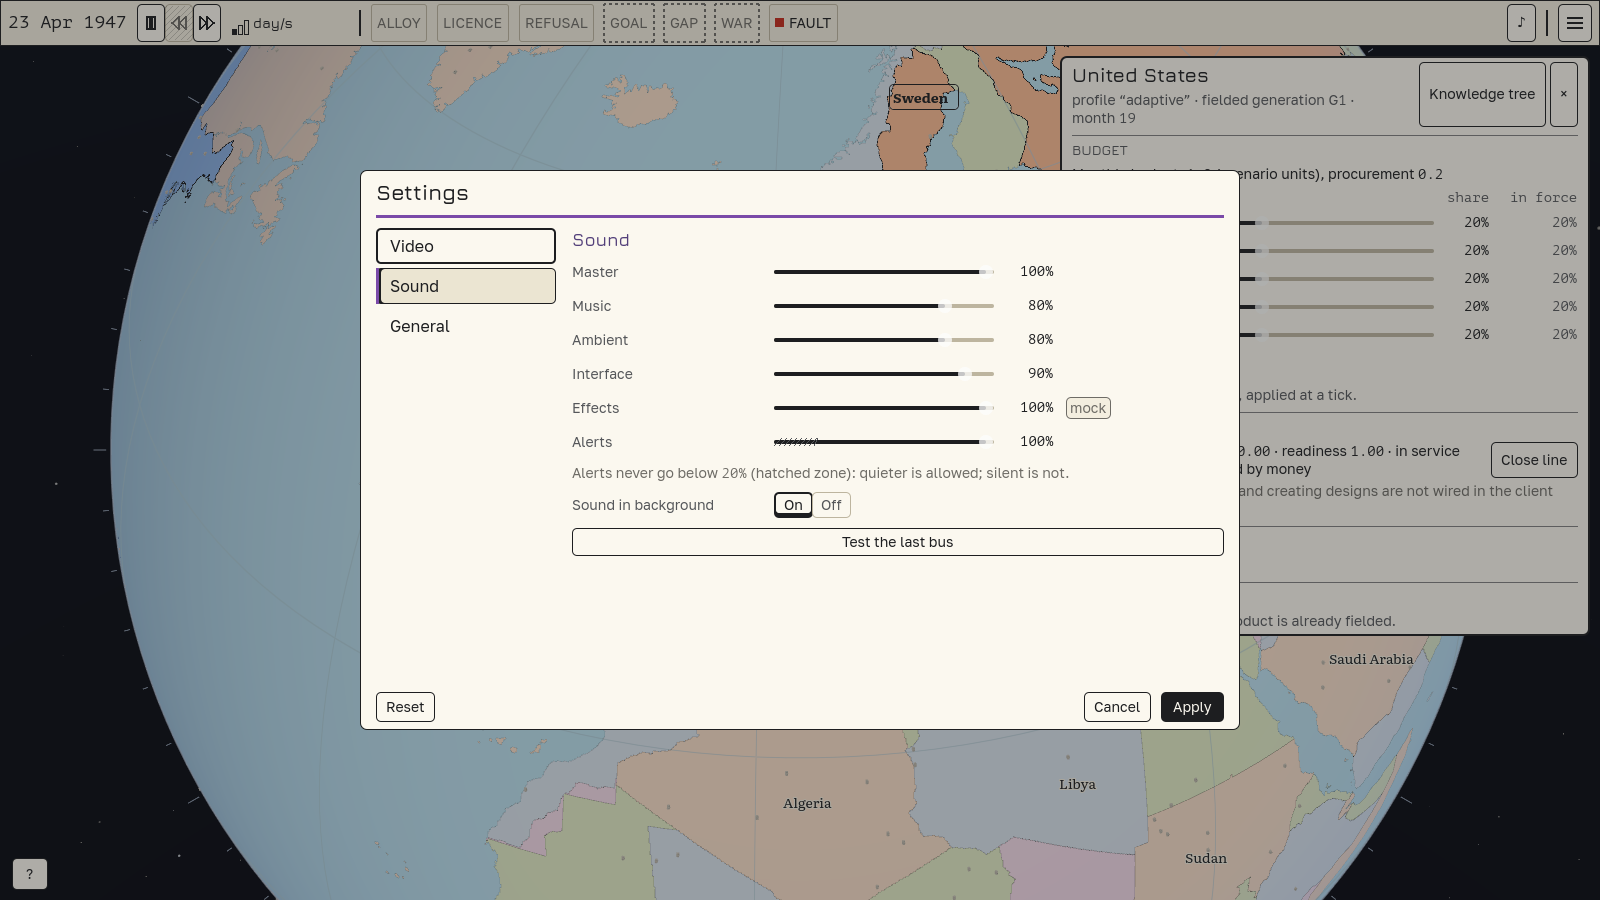 23 Apr 1947
day/s
ALLOY
LICENCE
REFUSAL
GOAL
GAP
WAR
FAULT
♪
Sweden
United States
profile “adaptive” · fielded generation G1 ·
month 19
Knowledge tree
×
BUDGET
enario units), procurement 0.2
share in force
20% 20%
20% 20%
20% 20%
20% 20%
20% 20%
, applied at a tick.
0.00 · readiness 1.00 · in service
d by money
Close line
and creating designs are not wired in the client
oduct is already fielded.
Settings
Video
Sound
General
Sound
Master 100%
Music 80%
Ambient 80%
Interface 90%
Effects 100% mock
Alerts 100%
Alerts never go below 20% (hatched zone): quieter is allowed; silent is not.
Sound in background On Off
Test the last bus
Reset
Cancel
Apply
Saudi Arabia
Libya
Algeria
Sudan
?